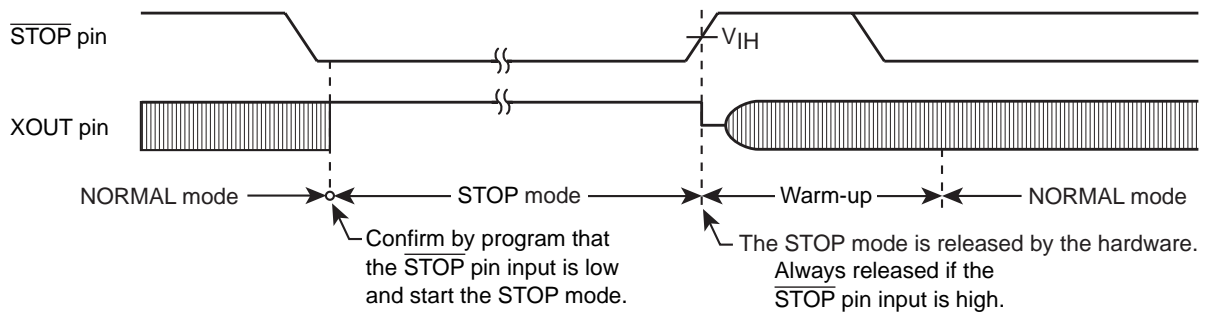 STOP pin
VIH
XOUT pin
NORMAL mode
STOP mode
Warm-up
NORMAL mode
Confirm by program that
the STOP pin input is low
and start the STOP mode.
The STOP mode is released by the hardware.
Always released if the
STOP pin input is high.